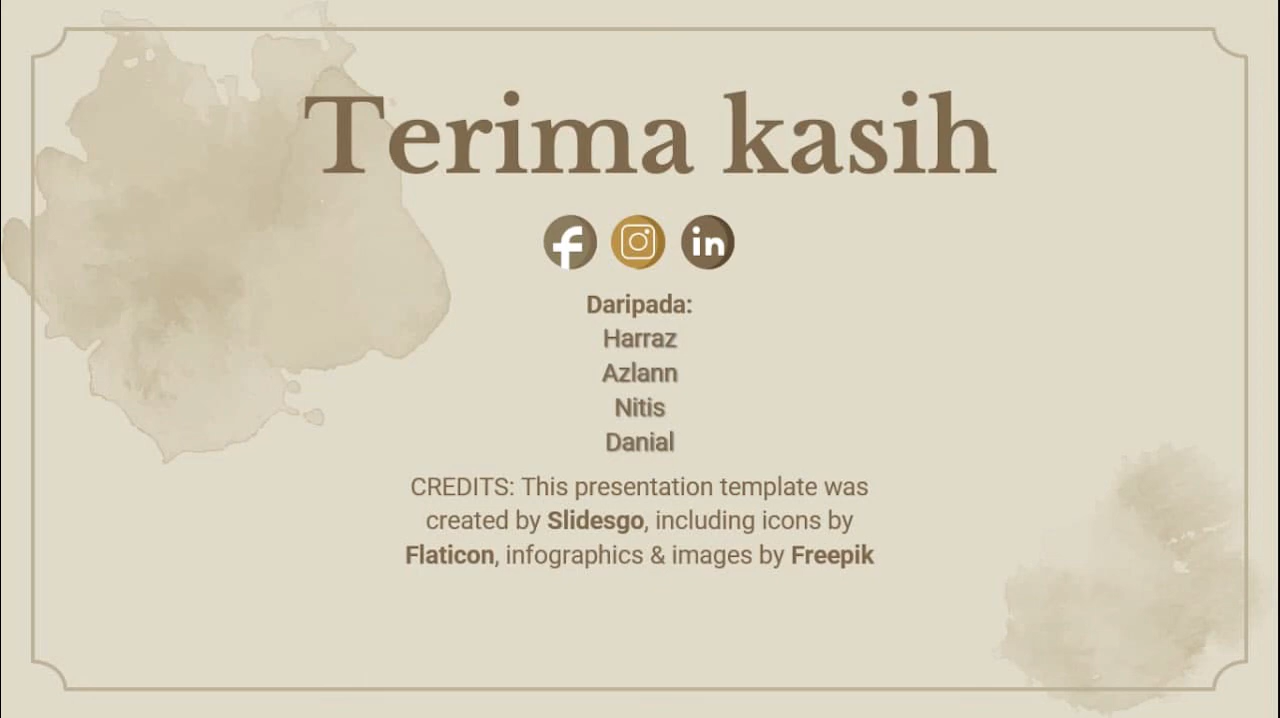 Terima kasih
Daripada:
Harraz
Azlann
Nitis
Danial
CREDITS: This presentation template was
created by Slidesgo, including icons by
Flaticon, infographics & images by Freepik